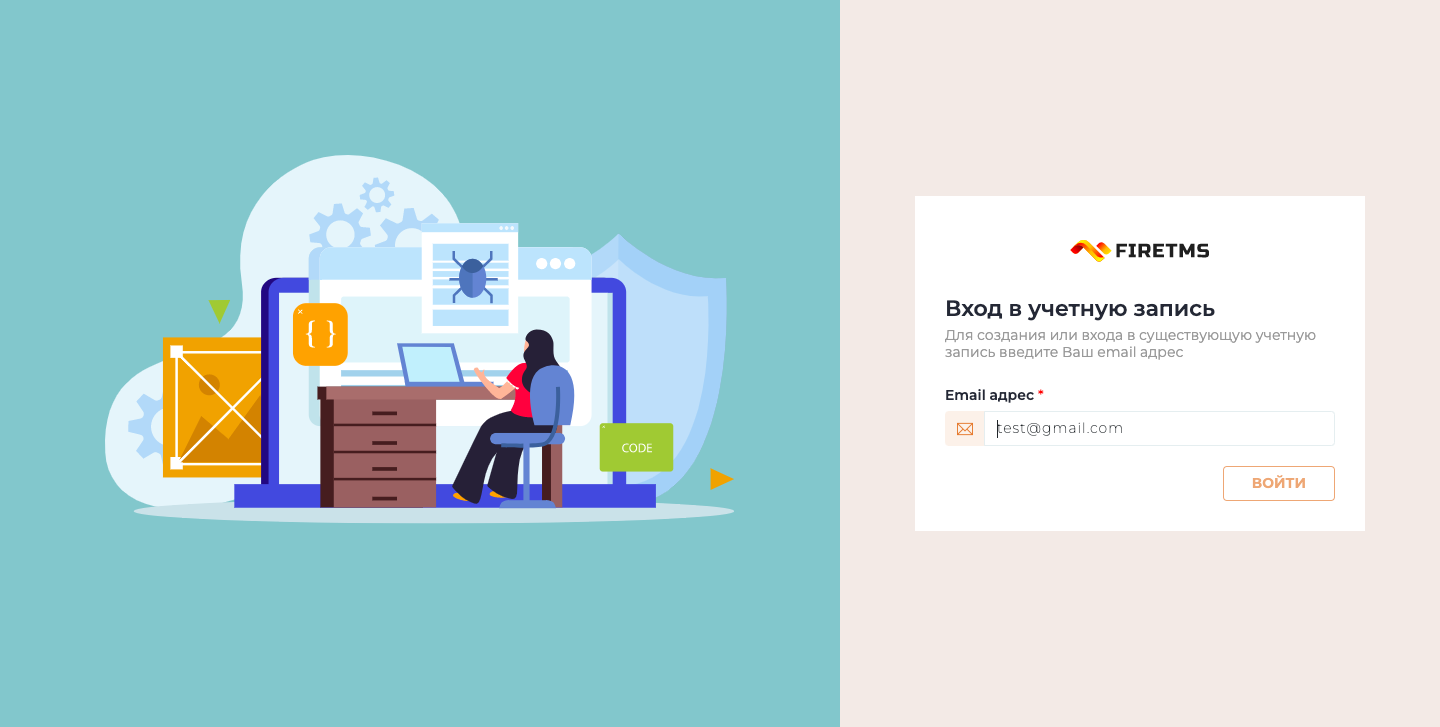 { }
CODE
FIRETMS
Вход в учетную запись
Для создания или входа в существующую учетную
запись введите Ваш email адрес
Email адрес *
test@gmail.com
ВОЙТИ